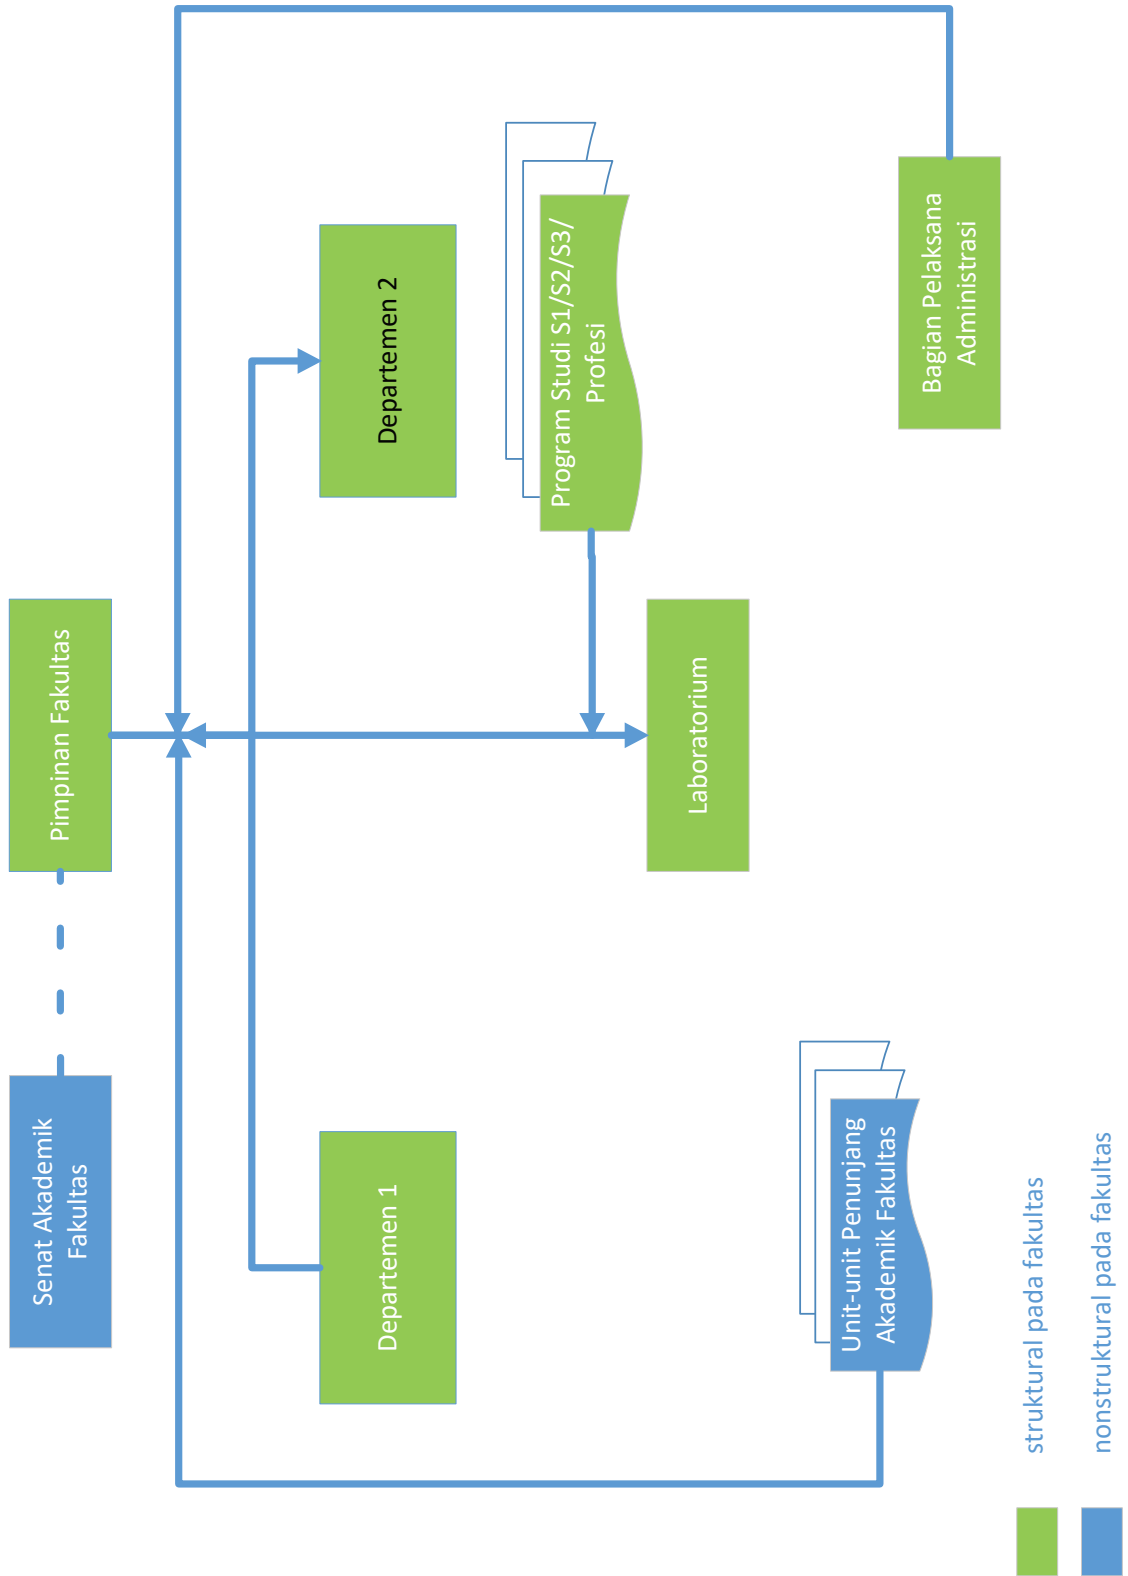 Senat Akademik
Fakultas
Pimpinan Fakultas
Departemen 1
Departemen 2
Program Studi S1/S2/S3/
Profesi
Laboratorium
Unit-unit Penunjang
Akademik Fakultas
Bagian Pelaksana
Administrasi
struktural pada fakultas
nonstruktural pada fakultas